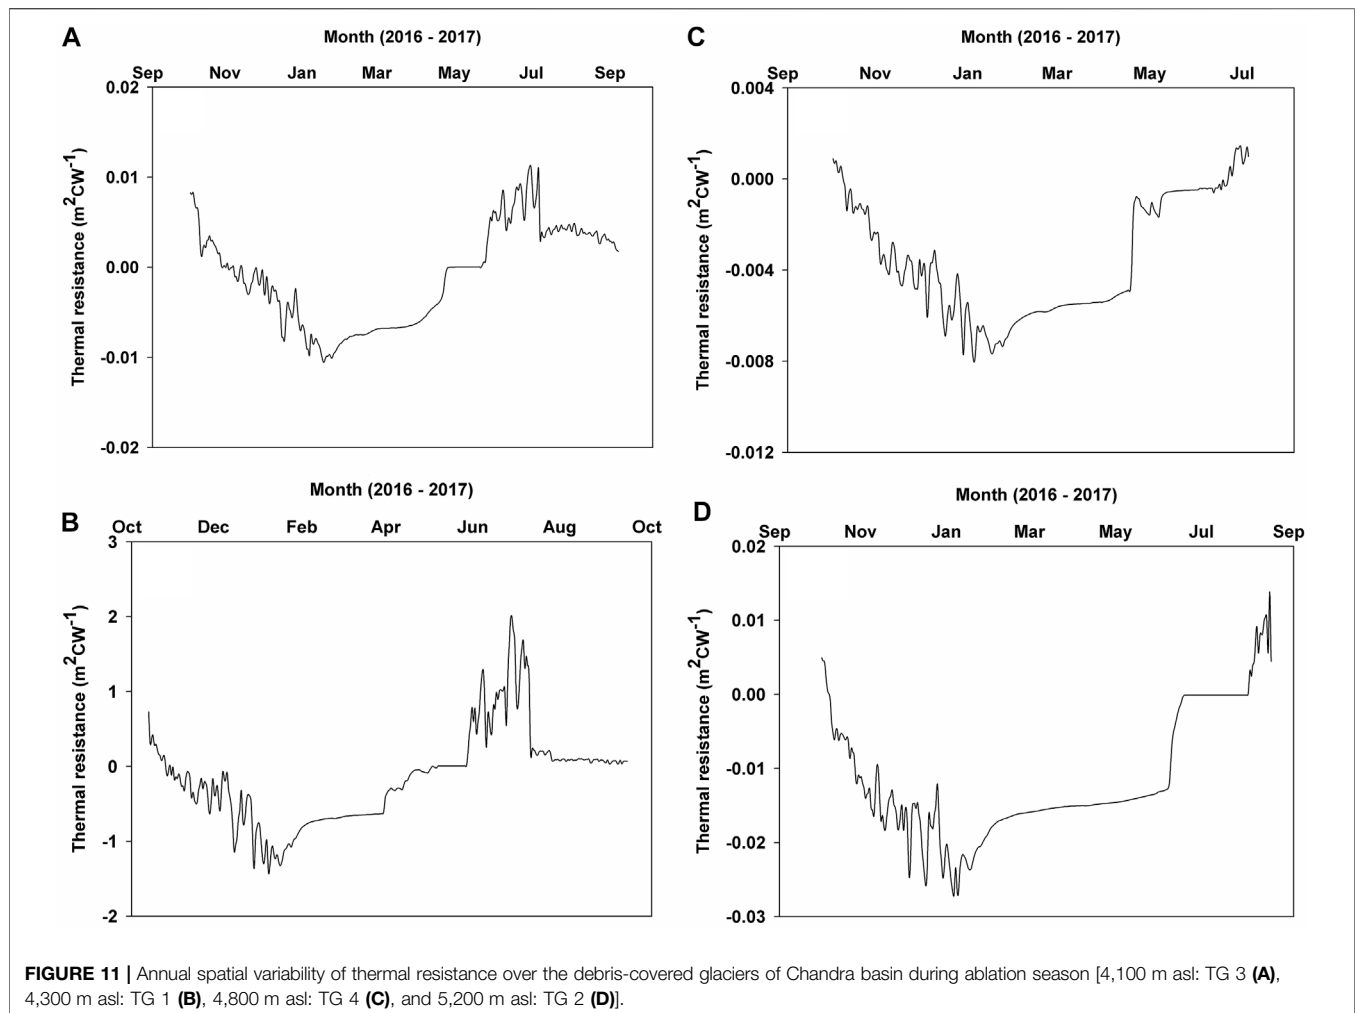 A
Month (2016 - 2017)
Sep Nov Jan Mar May Jul Sep
0.02
0.01
0.00
-0.01
-0.02
Thermal resistance (m²CW⁻¹)
C
Month (2016 - 2017)
Sep Nov Jan Mar May Jul
0.004
0.000
-0.004
-0.008
-0.012
Thermal resistance (m²CW⁻¹)
B
Month (2016 - 2017)
Oct Dec Feb Apr Jun Aug Oct
3
2
1
0
-1
-2
Thermal resistance (m²CW⁻¹)
D
Month (2016 - 2017)
Sep Nov Jan Mar May Jul Sep
0.02
0.01
0.00
-0.01
-0.02
-0.03
Thermal resistance (m²CW⁻¹)
FIGURE 11 | Annual spatial variability of thermal resistance over the debris-covered glaciers of Chandra basin during ablation season [4,100 m asl: TG 3 (A),
4,300 m asl: TG 1 (B), 4,800 m asl: TG 4 (C), and 5,200 m asl: TG 2 (D)].